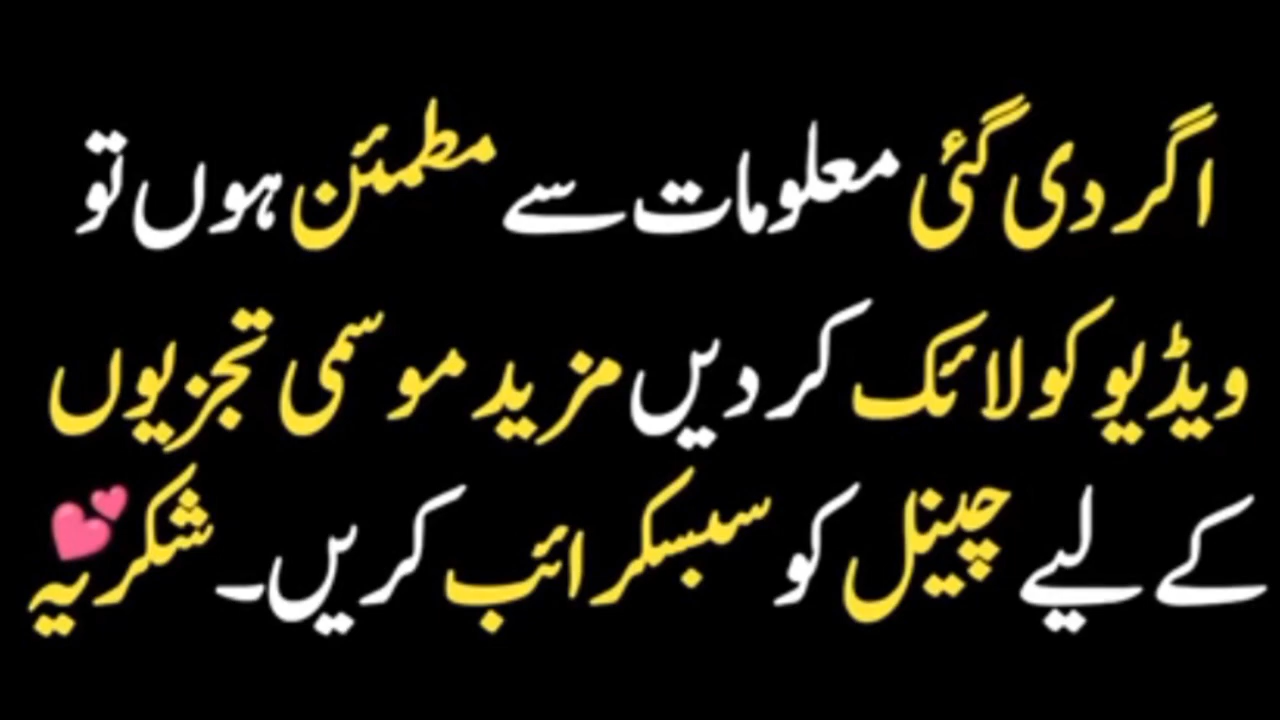 اگر دی گئی معلومات سے مطمئن ہوں تو
ویڈیو کو لائک کر دیں مزید موسمی تجزیوں
کے لیے چینل کو سبسکرائب کریں۔ شکریہ 💕